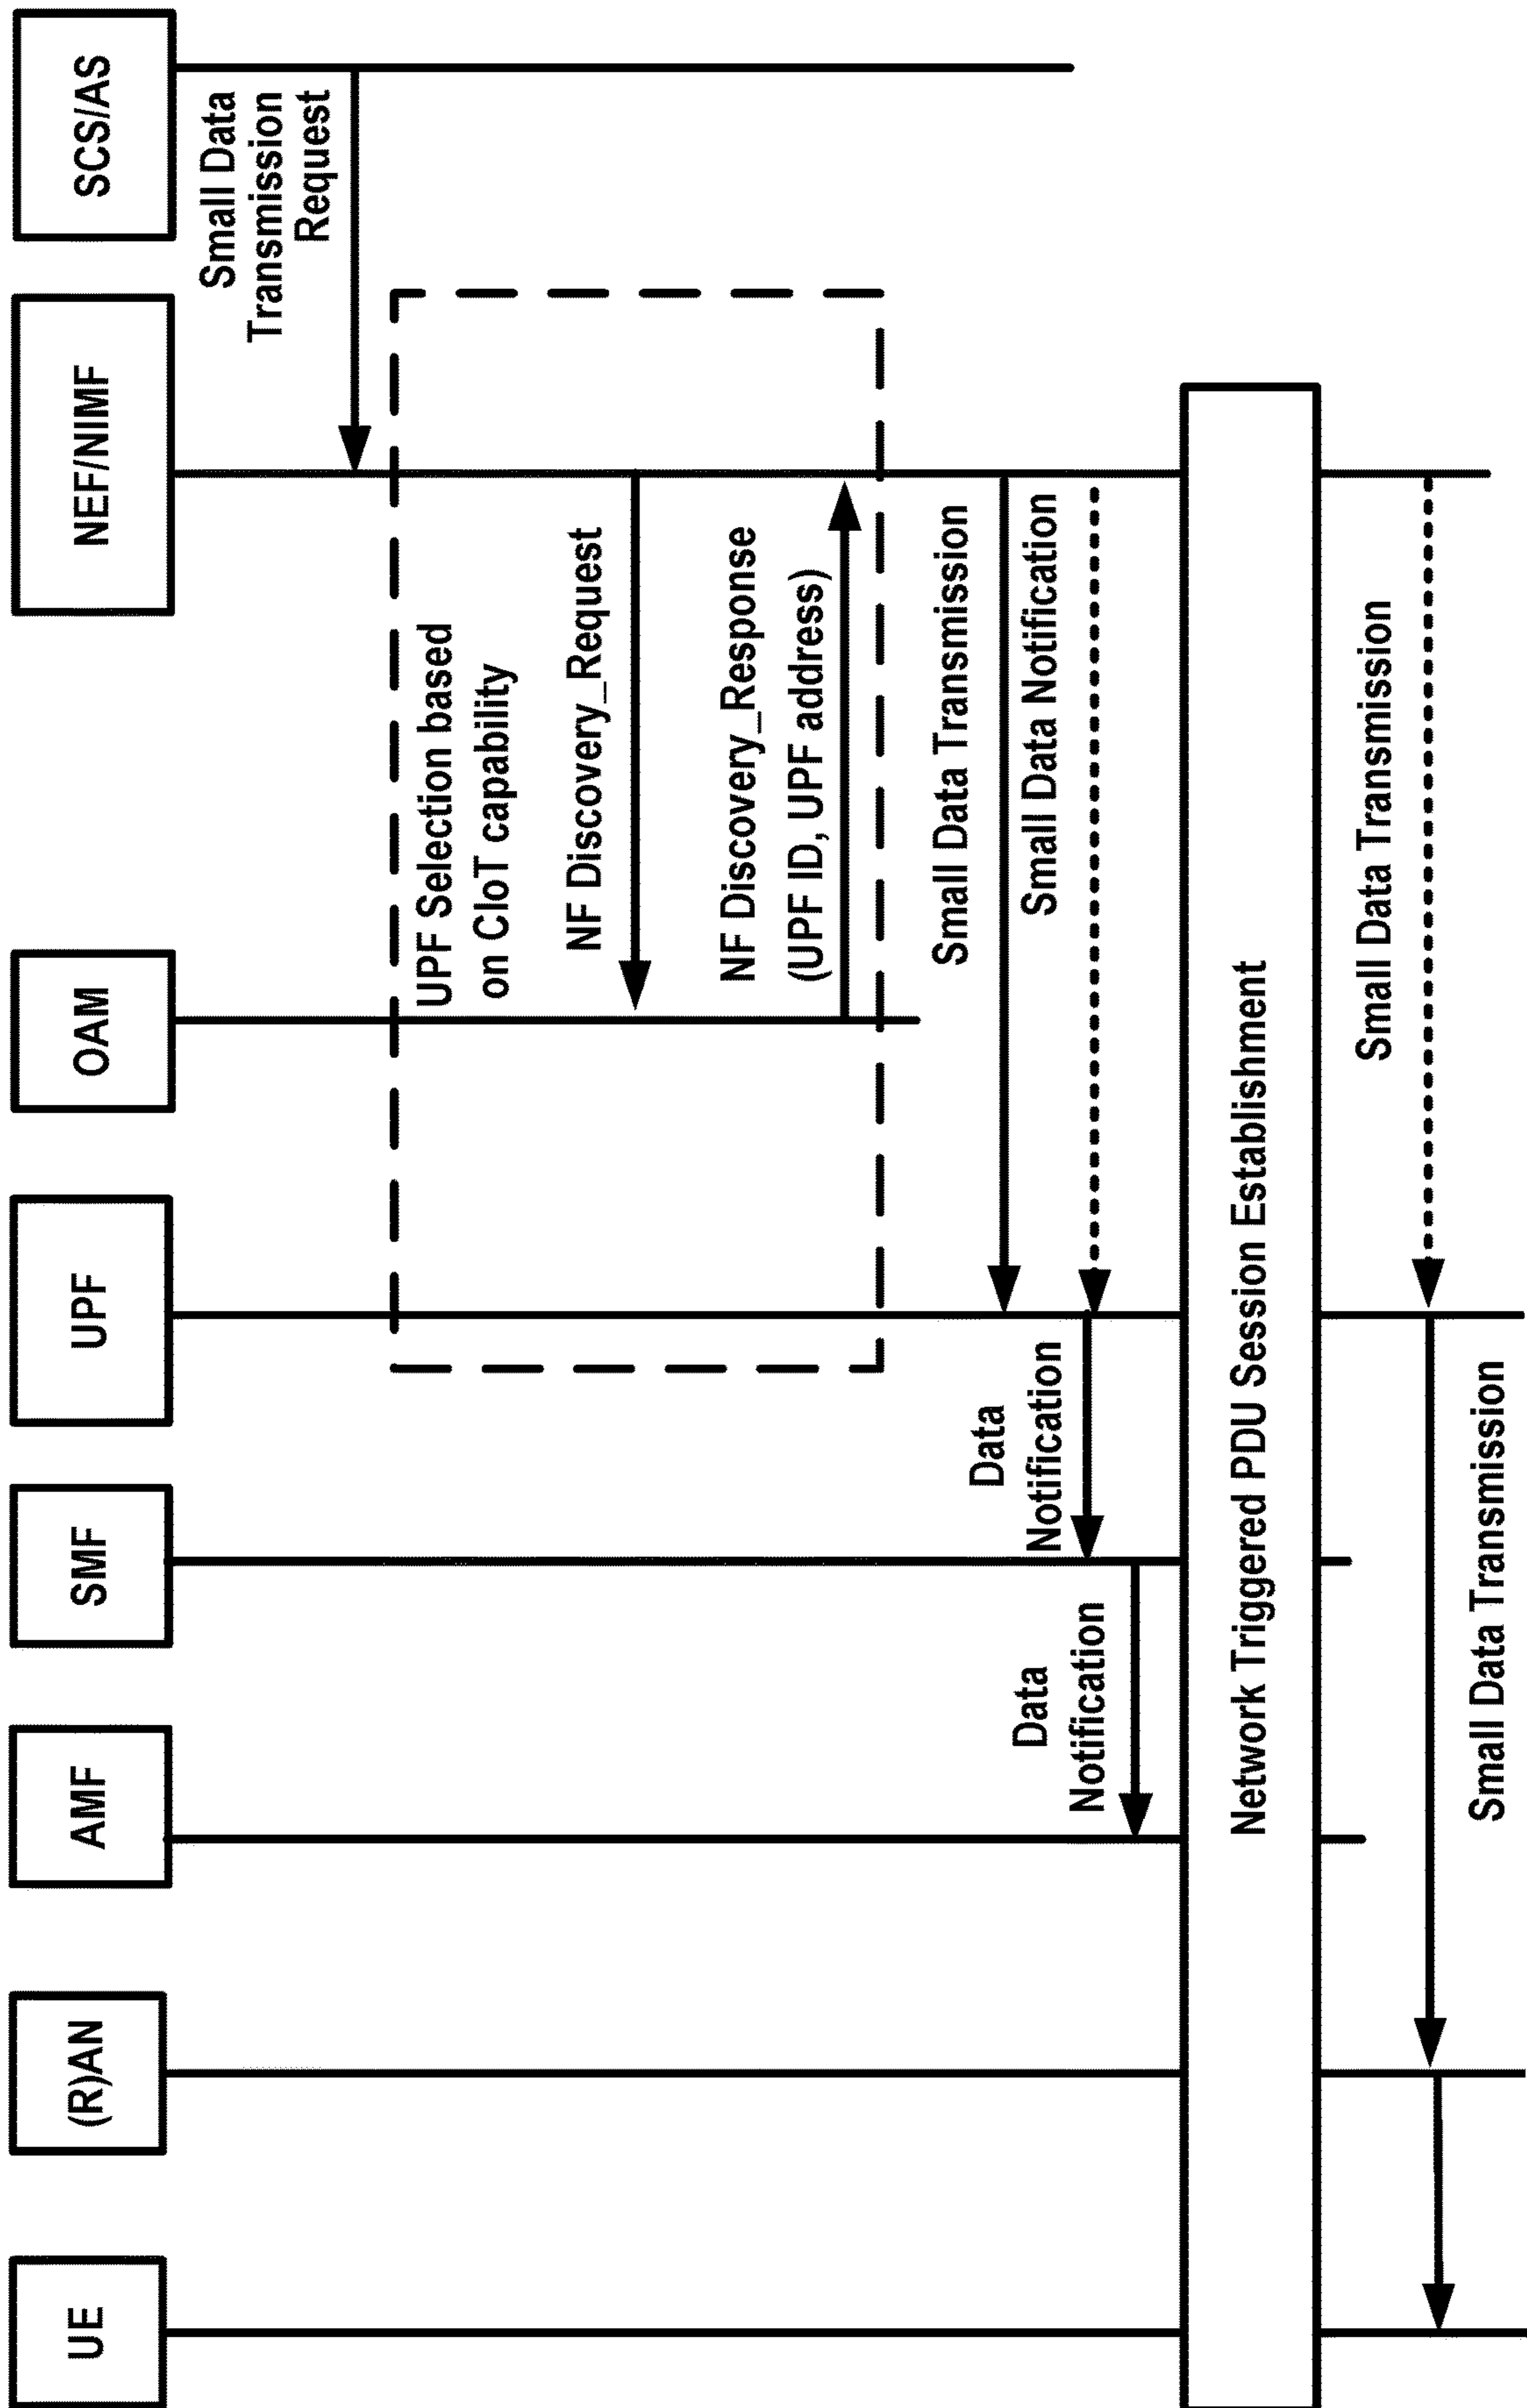 UE
(R)AN
AMF
SMF
UPF
OAM
NEF/NIMF
SCS/AS
Small Data
Transmission
Request
UPF Selection based
on CIoT capability
NF Discovery_Request
NF Discovery_Response
(UPF ID, UPF address)
Small Data Transmission
Small Data Notification
Data
Notification
Data
Notification
Network Triggered PDU Session Establishment
Small Data Transmission
Small Data Transmission